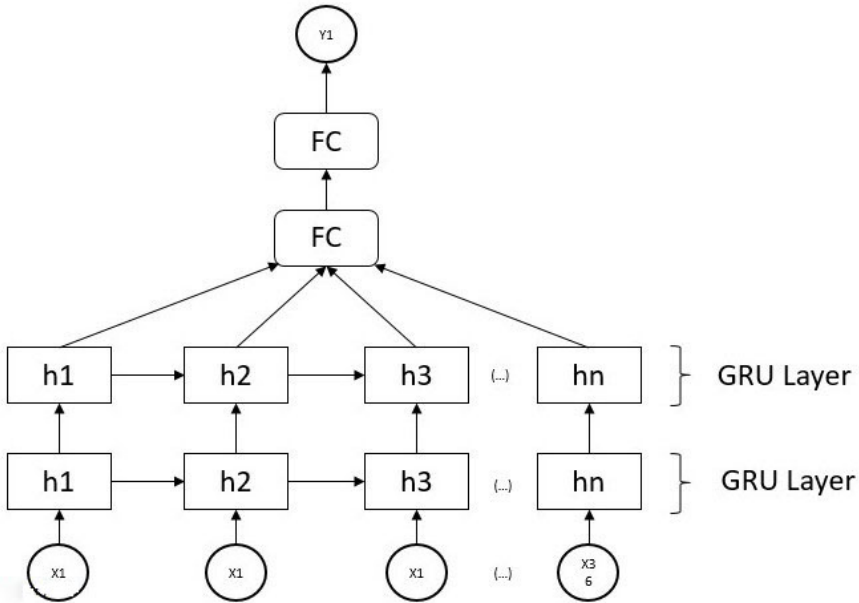 Y1
FC
FC
h1 h2 h3 (...) hn GRU Layer
h1 h2 h3 (...) hn GRU Layer
X1 X1 X1 (...) X3
6